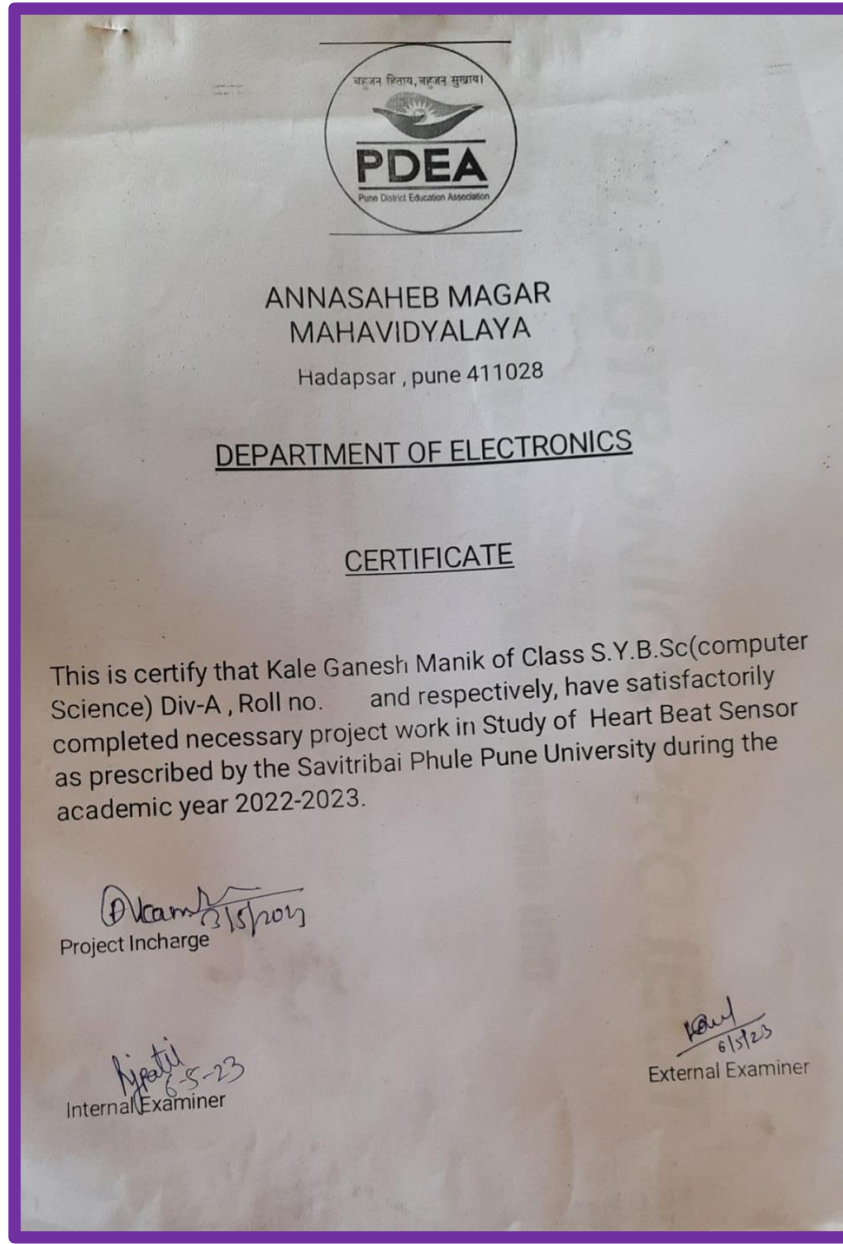 बहुजन हिताय, बहुजन सुखाय।
PDEA
Pune District Education Association
ANNASAHEB MAGAR
MAHAVIDYALAYA
Hadapsar , pune 411028
DEPARTMENT OF ELECTRONICS
CERTIFICATE
This is certify that Kale Ganesh Manik of Class S.Y.B.Sc(computer
Science) Div-A , Roll no. and respectively, have satisfactorily
completed necessary project work in Study of Heart Beat Sensor
as prescribed by the Savitribai Phule Pune University during the
academic year 2022-2023.
Project Incharge
6-5-23
Internal Examiner
6/5/23
External Examiner